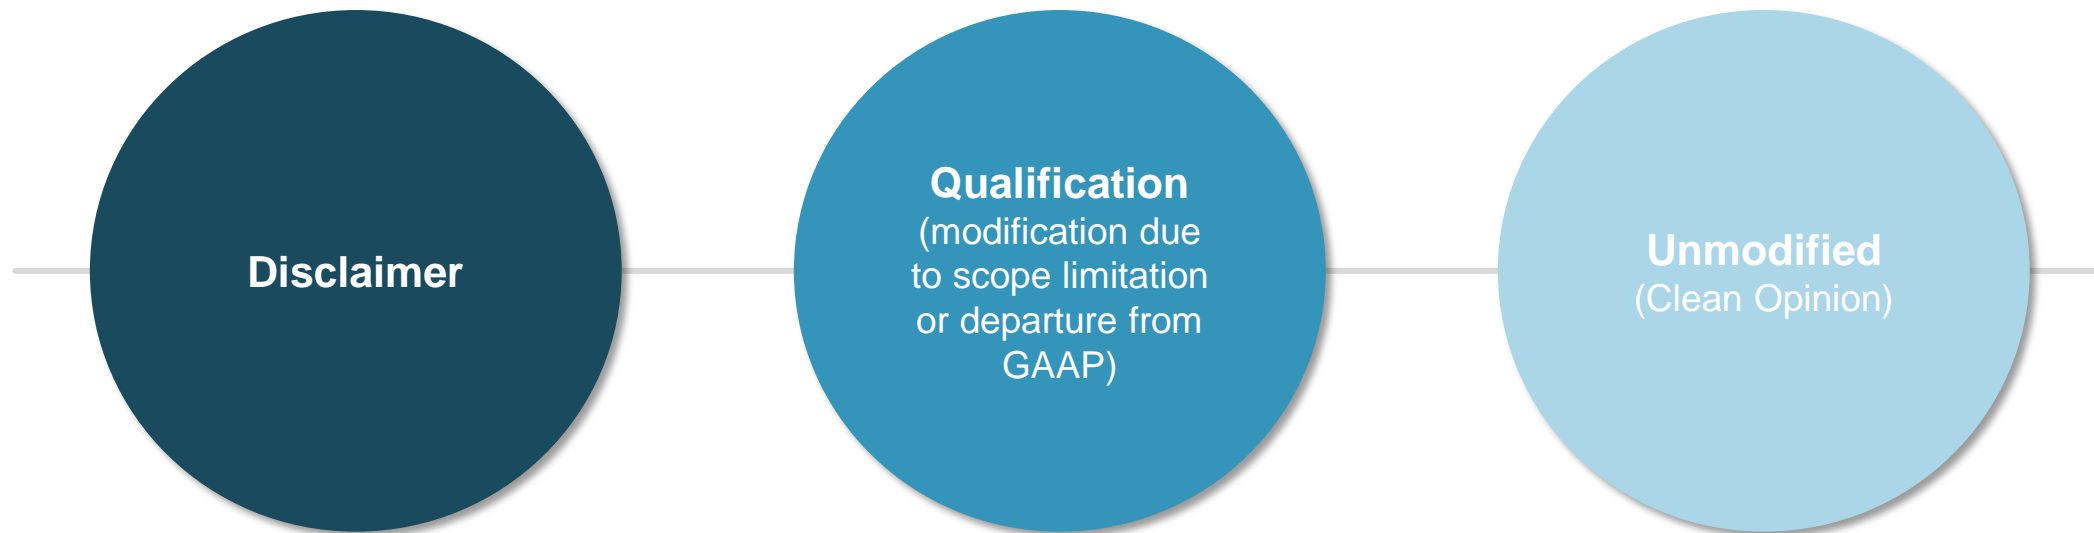 Disclaimer
Qualification
(modification due
to scope limitation
or departure from
GAAP)
Unmodified
(Clean Opinion)